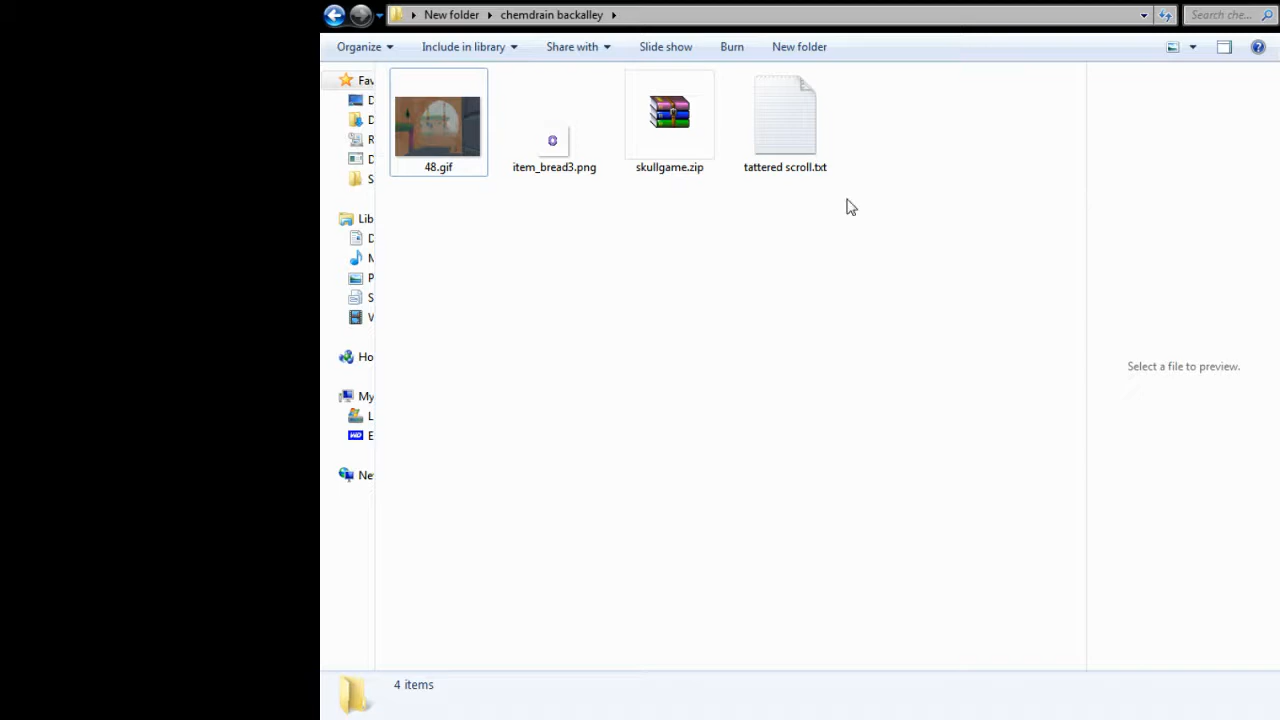 New folder chemdrain backalley Search che...
Organize Include in library Share with Slide show Burn New folder
Fav
D
D
R
D
S
Lib
D
M
P
S
V
Ho
My
L
E
Ne
48.gif item_bread3.png skullgame.zip tattered scroll.txt
Select a file to preview.
4 items